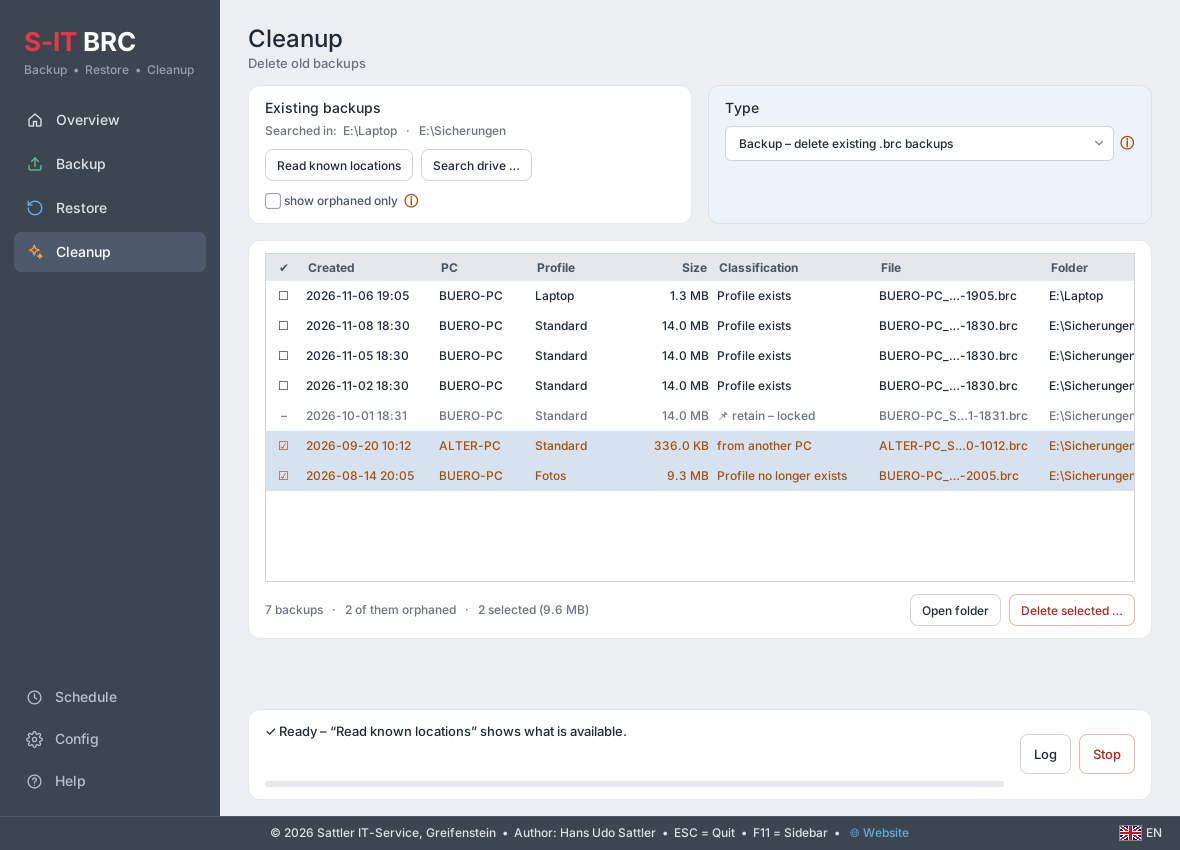 S-IT BRC
Backup • Restore • Cleanup
Overview
Backup
Restore
Cleanup
Schedule
Config
Help
Cleanup
Delete old backups
Existing backups
Searched in: E:\Laptop · E:\Sicherungen
Read known locations Search drive ...
show orphaned only ⓘ
Type
Backup – delete existing .brc backups ⓘ
✔ Created PC Profile Size Classification File Folder
☐ 2026-11-06 19:05 BUERO-PC Laptop 1.3 MB Profile exists BUERO-PC_...-1905.brc E:\Laptop
☐ 2026-11-08 18:30 BUERO-PC Standard 14.0 MB Profile exists BUERO-PC_...-1830.brc E:\Sicherungen
☐ 2026-11-05 18:30 BUERO-PC Standard 14.0 MB Profile exists BUERO-PC_...-1830.brc E:\Sicherungen
☐ 2026-11-02 18:30 BUERO-PC Standard 14.0 MB Profile exists BUERO-PC_...-1830.brc E:\Sicherungen
– 2026-10-01 18:31 BUERO-PC Standard 14.0 MB 📌 retain – locked BUERO-PC_S...1-1831.brc E:\Sicherungen
☑ 2026-09-20 10:12 ALTER-PC Standard 336.0 KB from another PC ALTER-PC_S...0-1012.brc E:\Sicherungen
☑ 2026-08-14 20:05 BUERO-PC Fotos 9.3 MB Profile no longer exists BUERO-PC_...-2005.brc E:\Sicherungen
7 backups · 2 of them orphaned · 2 selected (9.6 MB)
Open folder Delete selected ...
✓ Ready – “Read known locations” shows what is available.
Log Stop
© 2026 Sattler IT-Service, Greifenstein • Author: Hans Udo Sattler • ESC = Quit • F11 = Sidebar • 🌐 Website
EN